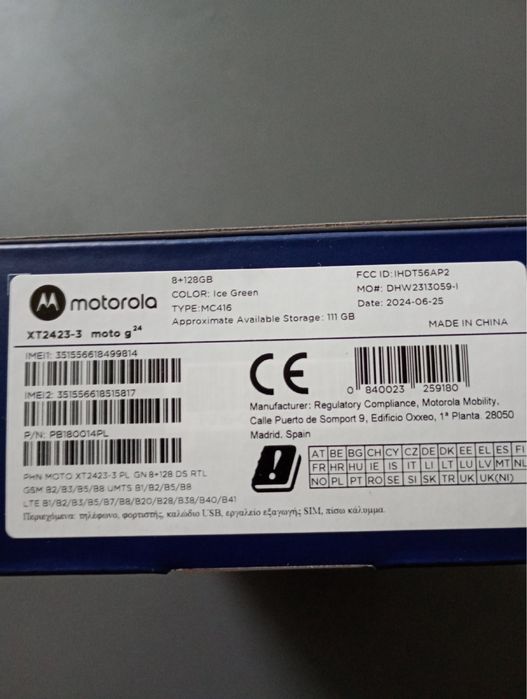 motorola
8+128GB
COLOR: Ice Green
TYPE:MC416
Approximate Available Storage: 111 GB
FCC ID:IHDT56AP2
MO#: DHW2313059-I
Date: 2024-06-25
MADE IN CHINA
XT2423-3 moto g24
IMEI1: 351556618499814
IMEI2: 351556618515817
P/N: PB180014PL
CE
0 840023 259180
Manufacturer: Regulatory Compliance, Motorola Mobility,
Calle Puerto de Somport 9, Edificio Oxxeo, 1ª Planta 28050
Madrid. Spain
AT BE BG CH CY CZ DE DK EE EL ES FI
FR HR HU IE IS IT LI LT LU LV MT NL
NO PL PT RO SE SI SK TR UK UK(NI)
PHN MOTO XT2423-3 PL GN 8+128 DS RTL
GSM B2/B3/B5/B8 UMTS B1/B2/B5/B8
LTE B1/B2/B3/B5/B7/B8/B20/B28/B38/B40/B41
Περιεχόμενα: τηλέφωνο, φορτιστής, καλώδιο USB, εργαλείο εξαγωγής SIM, πίσω κάλυμμα.